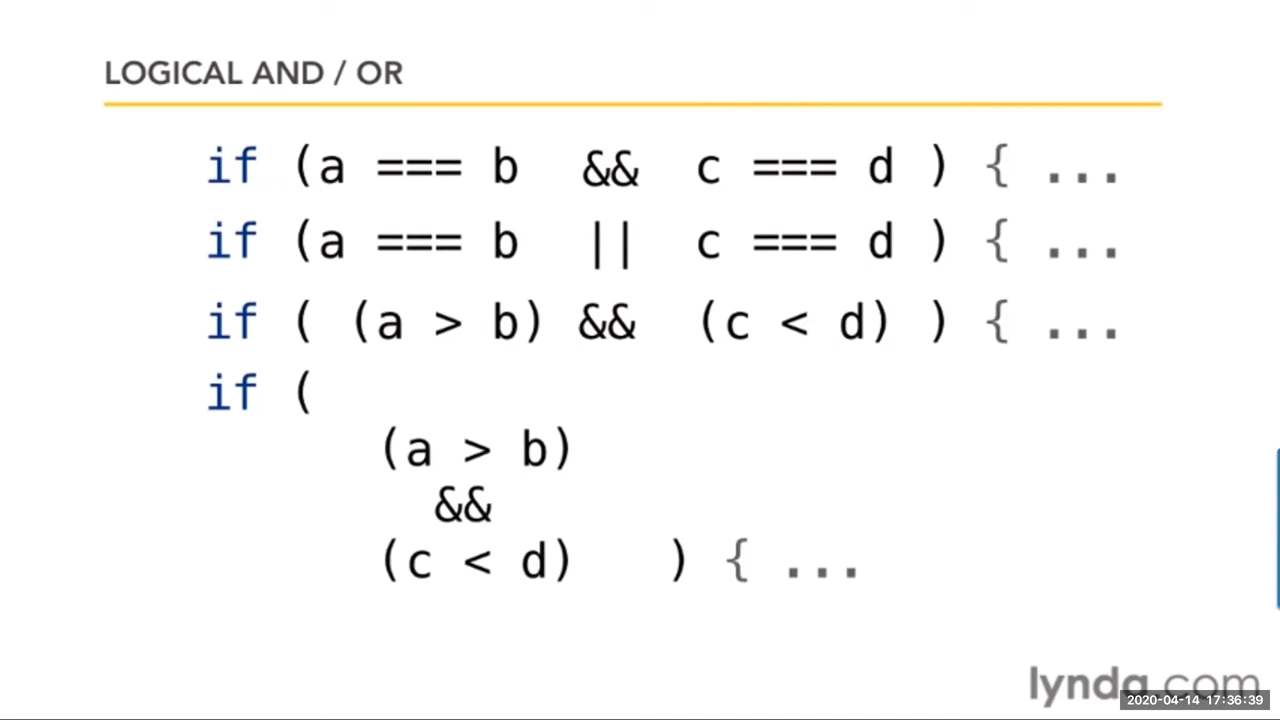 LOGICAL AND / OR
if (a === b && c === d ) { ...
if (a === b || c === d ) { ...
if ( (a > b) && (c < d) ) { ...
if (
(a > b)
&&
(c < d) ) { ...
lynda.com
2020-04-14 17:36:39